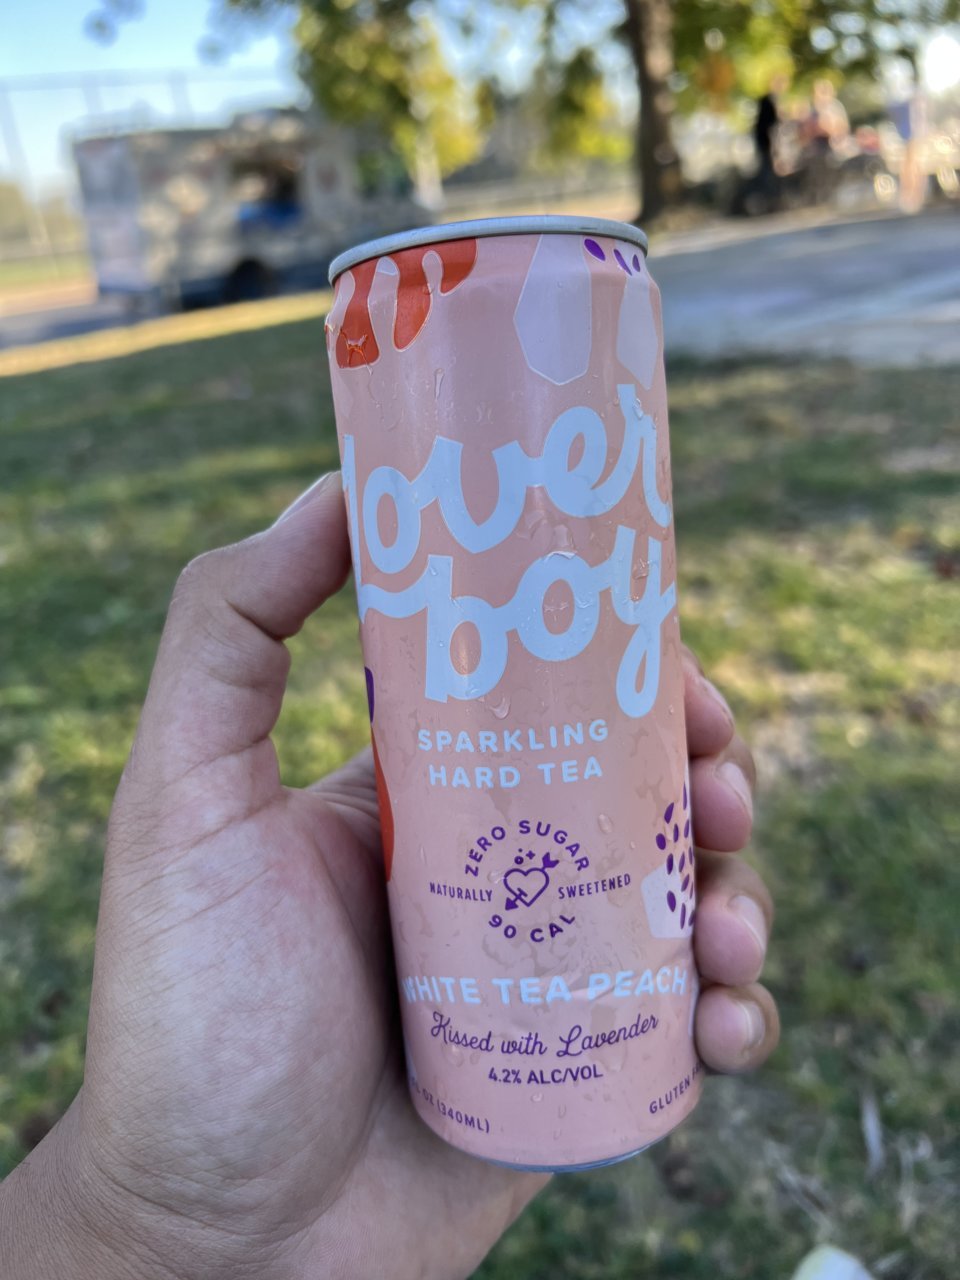 lover
boy
SPARKLING
HARD TEA
ZERO SUGAR
NATURALLY SWEETENED
90 CAL
WHITE TEA PEACH
Kissed with Lavender
4.2% ALC/VOL
OZ (340ML)
GLUTEN